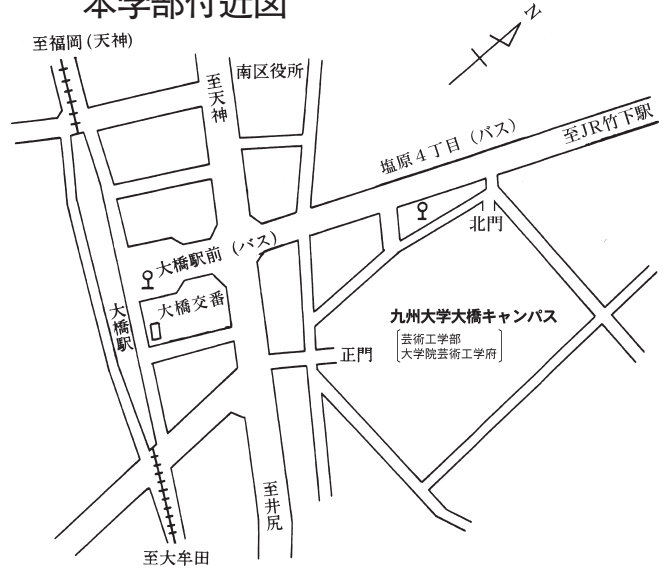 本学部付近図
至福岡(天神)
N
至天神
南区役所
塩原4丁目(バス)
至JR竹下駅
北門
大橋駅前(バス)
大橋交番
大橋駅
九州大学大橋キャンパス
芸術工学部
大学院芸術工学府
正門
至井尻
至大牟田